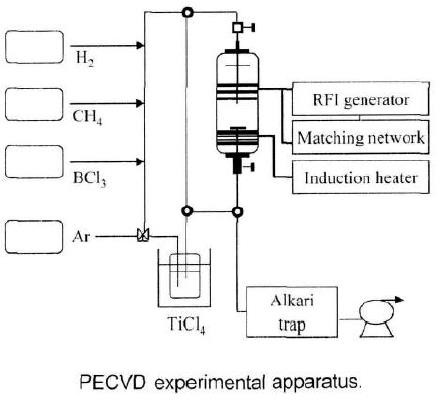 H2
CH4
BCl3
Ar
TiCl4
RFI generator
Matching network
Induction heater
Alkari
trap
PECVD experimental apparatus.